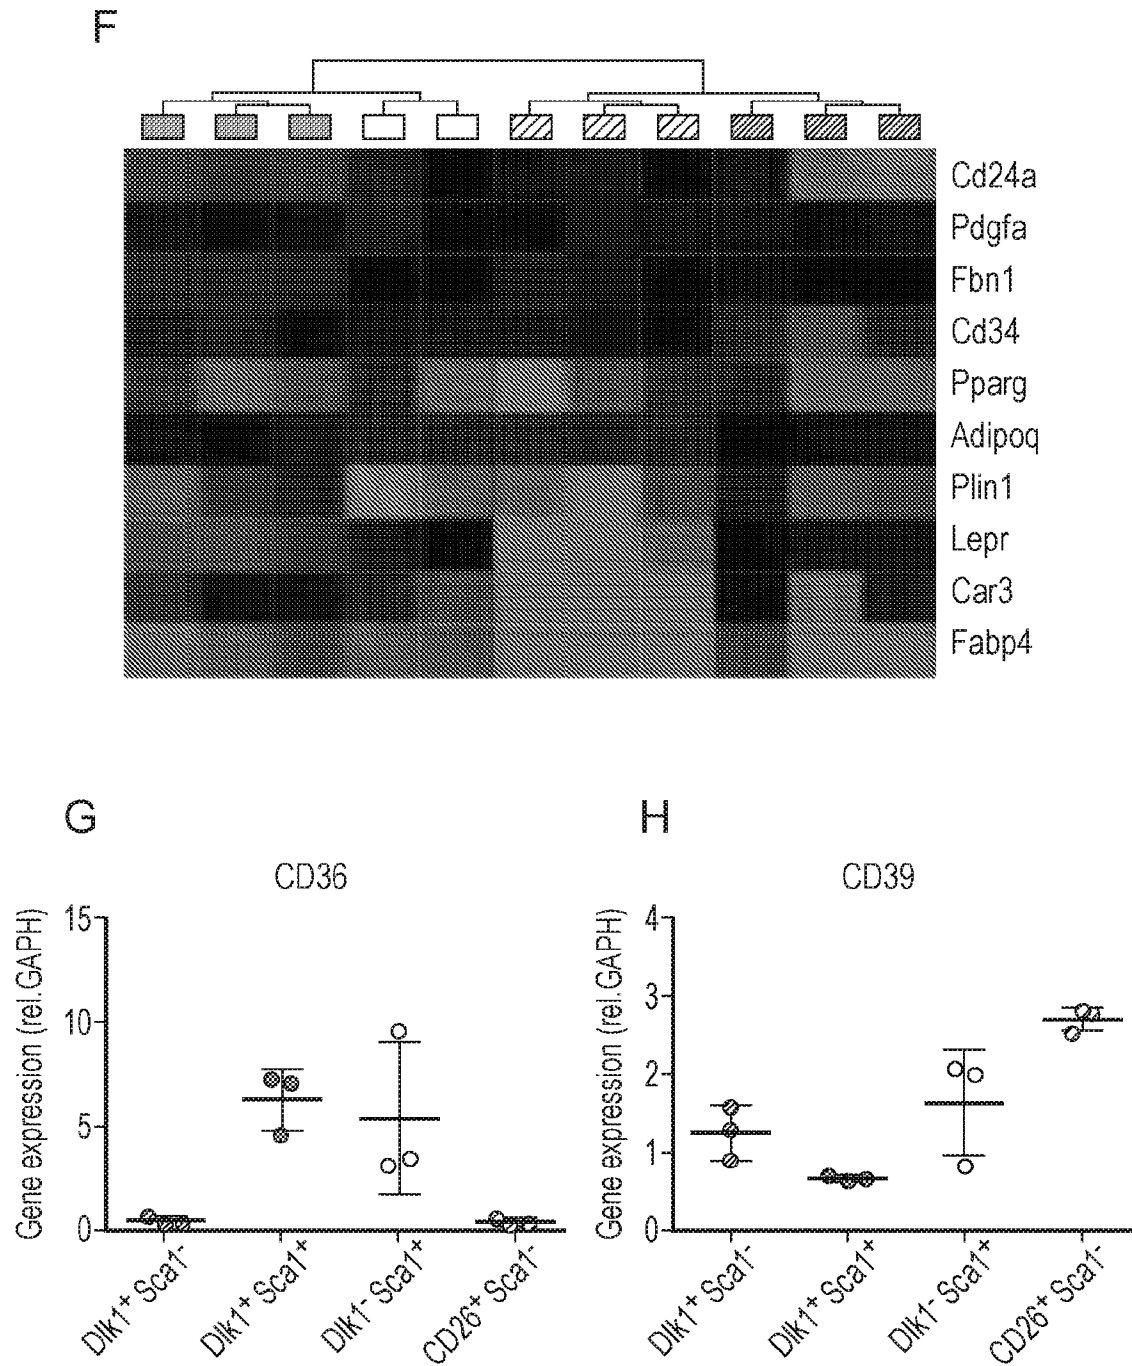 F
Cd24a
Pdgfa
Fbn1
Cd34
Pparg
Adipoq
Plin1
Lepr
Car3
Fabp4
G
CD36
Gene expression (rel.GAPH)
15
10
5
0
Dlk1+ Sca1-
Dlk1+ Sca1+
Dlk1- Sca1+
CD26+ Sca1-
H
CD39
Gene expression (rel.GAPH)
4
3
2
1
0
Dlk1+ Sca1-
Dlk1+ Sca1+
Dlk1- Sca1+
CD26+ Sca1-